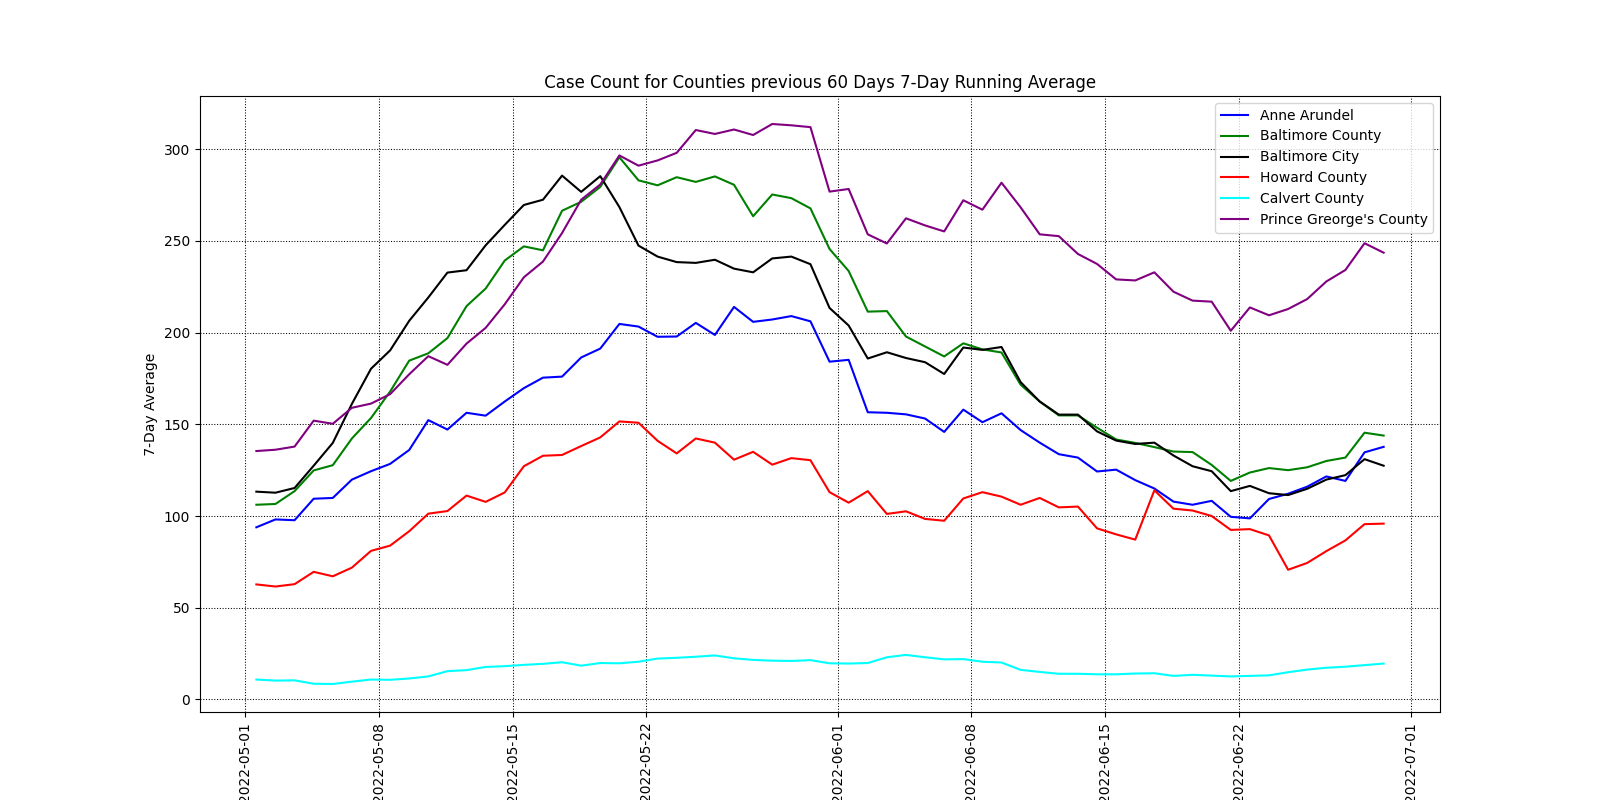 Case Count for Counties previous 60 Days 7-Day Running Average
Anne Arundel
Baltimore County
Baltimore City
Howard County
Calvert County
Prince Greorge's County
7-Day Average
300
250
200
150
100
50
0
2022-05-01
2022-05-08
2022-05-15
2022-05-22
2022-06-01
2022-06-08
2022-06-15
2022-06-22
2022-07-01